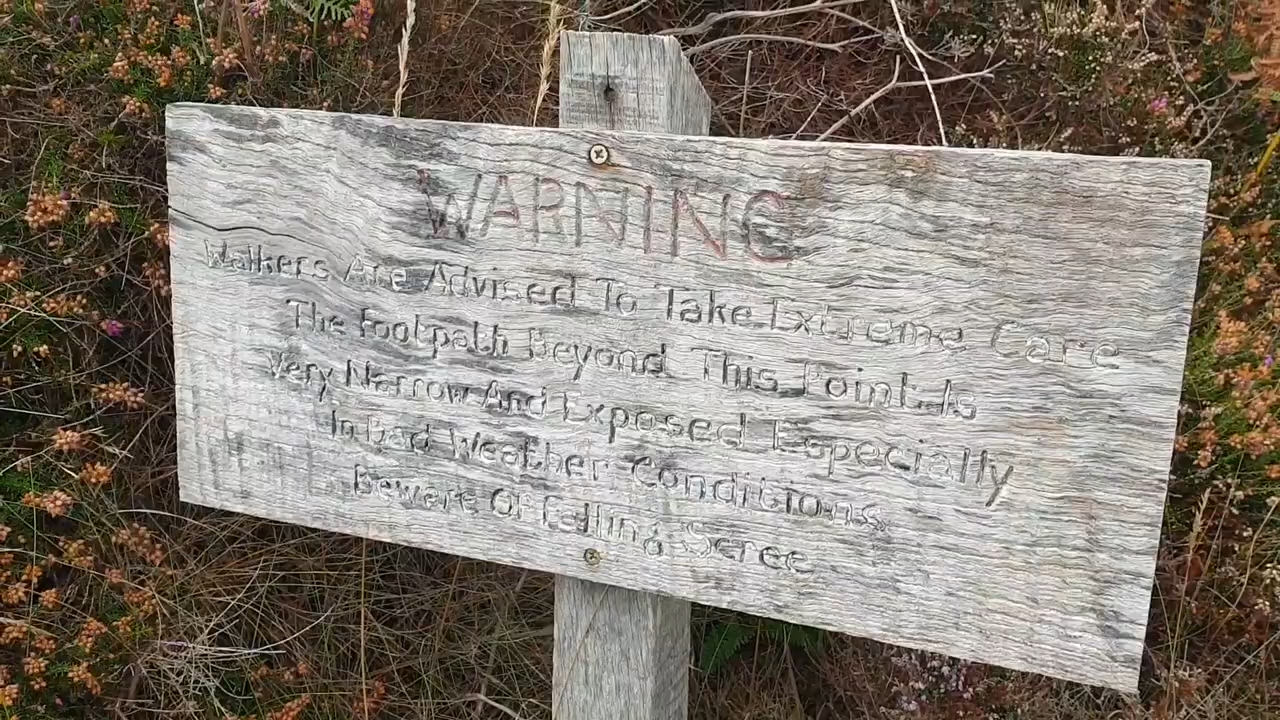 WARNING
Walkers Are Advised To Take Extreme Care
The Footpath Beyond This Point Is
Very Narrow And Exposed Especially
In Bad Weather Conditions
Beware Of Falling Scree